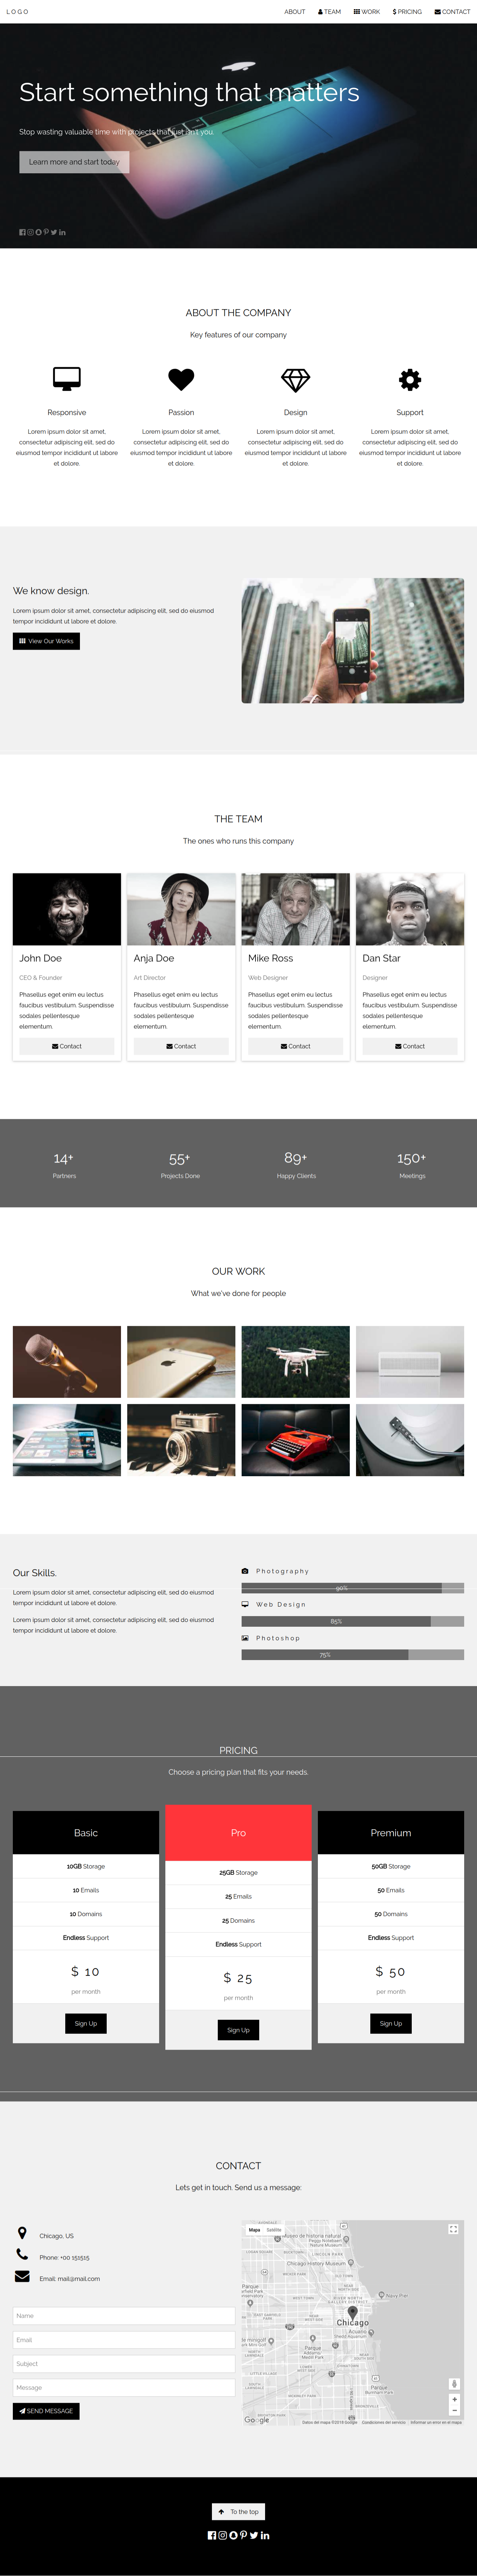 LOGO
ABOUT TEAM WORK PRICING CONTACT
Start something that matters
Stop wasting valuable time with projects that just isn't you.
Learn more and start today
ABOUT THE COMPANY
Key features of our company
Responsive
Lorem ipsum dolor sit amet,
consectetur adipiscing elit, sed do
eiusmod tempor incididunt ut labore
et dolore.
Passion
Lorem ipsum dolor sit amet,
consectetur adipiscing elit, sed do
eiusmod tempor incididunt ut labore
et dolore.
Design
Lorem ipsum dolor sit amet,
consectetur adipiscing elit, sed do
eiusmod tempor incididunt ut labore
et dolore.
Support
Lorem ipsum dolor sit amet,
consectetur adipiscing elit, sed do
eiusmod tempor incididunt ut labore
et dolore.
We know design.
Lorem ipsum dolor sit amet, consectetur adipiscing elit, sed do eiusmod
tempor incididunt ut labore et dolore.
View Our Works
THE TEAM
The ones who runs this company
John Doe
CEO & Founder
Phasellus eget enim eu lectus
faucibus vestibulum. Suspendisse
sodales pellentesque
elementum.
Contact
Anja Doe
Art Director
Phasellus eget enim eu lectus
faucibus vestibulum. Suspendisse
sodales pellentesque
elementum.
Contact
Mike Ross
Web Designer
Phasellus eget enim eu lectus
faucibus vestibulum. Suspendisse
sodales pellentesque
elementum.
Contact
Dan Star
Designer
Phasellus eget enim eu lectus
faucibus vestibulum. Suspendisse
sodales pellentesque
elementum.
Contact
14+
Partners
55+
Projects Done
89+
Happy Clients
150+
Meetings
OUR WORK
What we've done for people
Our Skills.
Lorem ipsum dolor sit amet, consectetur adipiscing elit, sed do eiusmod
tempor incididunt ut labore et dolore.
Lorem ipsum dolor sit amet, consectetur adipiscing elit, sed do eiusmod
tempor incididunt ut labore et dolore.
Photography
90%
Web Design
85%
Photoshop
75%
PRICING
Choose a pricing plan that fits your needs.
Basic
10GB Storage
10 Emails
10 Domains
Endless Support
$ 10
per month
Sign Up
Pro
25GB Storage
25 Emails
25 Domains
Endless Support
$ 25
per month
Sign Up
Premium
50GB Storage
50 Emails
50 Domains
Endless Support
$ 50
per month
Sign Up
CONTACT
Lets get in touch. Send us a message:
Chicago, US
Phone: +00 151515
Email: mail@mail.com
Name
Email
Subject
Message
SEND MESSAGE
Mapa Satélite
Chicago History Museum
Navy Pier
Chicago
Google
To the top